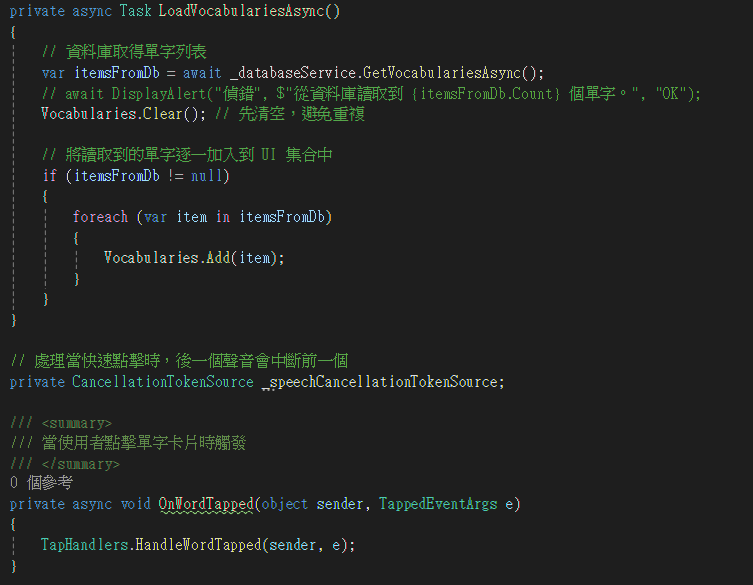 private async Task LoadVocabulariesAsync()
{
// 資料庫取得單字列表
var itemsFromDb = await _databaseService.GetVocabulariesAsync();
// await DisplayAlert("偵錯", $"從資料庫讀取到 {itemsFromDb.Count} 個單字。", "OK");
Vocabularies.Clear(); // 先清空，避免重複
// 將讀取到的單字逐一加入到 UI 集合中
if (itemsFromDb != null)
{
foreach (var item in itemsFromDb)
{
Vocabularies.Add(item);
}
}
}
// 處理當快速點擊時，後一個聲音會中斷前一個
private CancellationTokenSource _speechCancellationTokenSource;
/// <summary>
/// 當使用者點擊單字卡片時觸發
/// </summary>
0 個參考
private async void OnWordTapped(object sender, TappedEventArgs e)
{
TapHandlers.HandleWordTapped(sender, e);
}